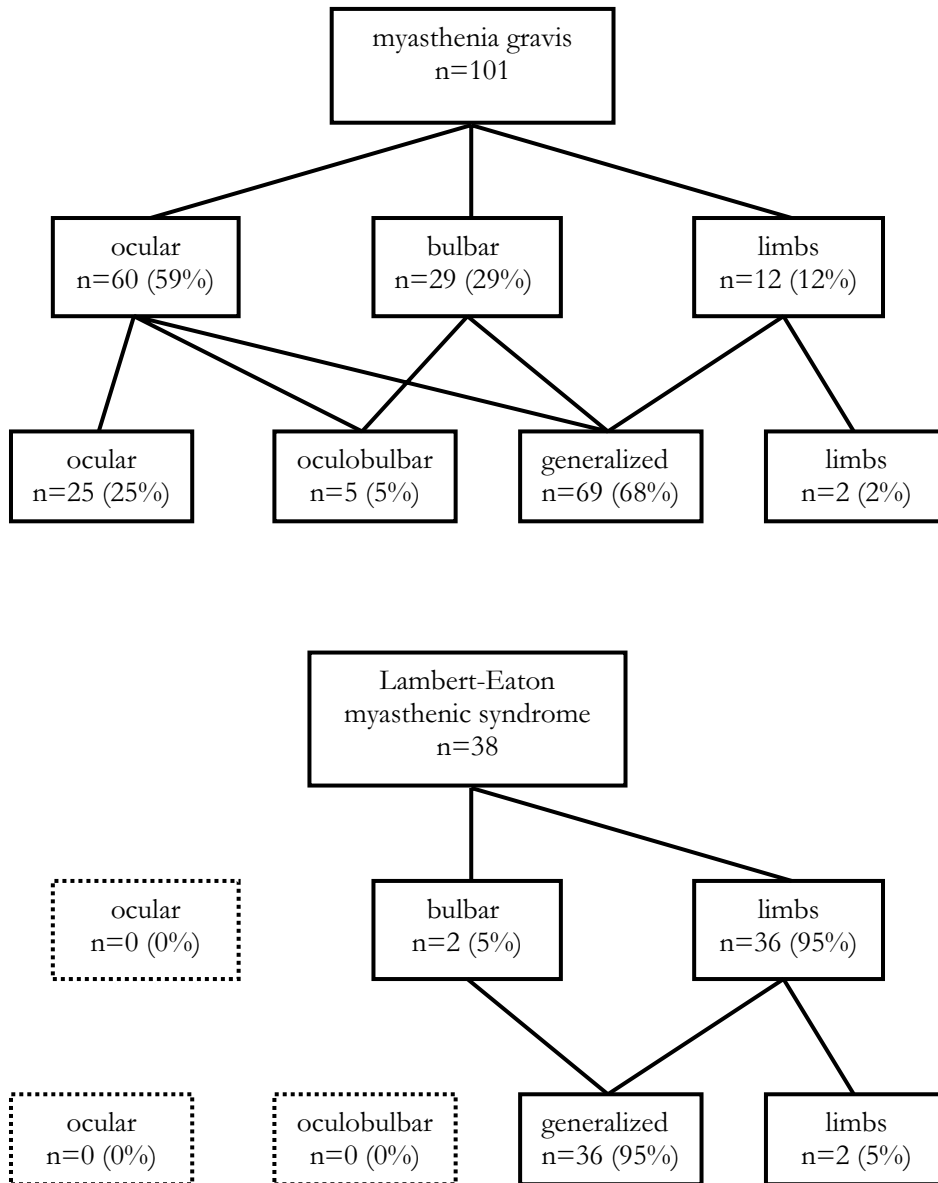 myasthenia gravis
n=101
ocular
n=60 (59%)
bulbar
n=29 (29%)
limbs
n=12 (12%)
ocular
n=25 (25%)
oculobulbar
n=5 (5%)
generalized
n=69 (68%)
limbs
n=2 (2%)
Lambert-Eaton
myasthenic syndrome
n=38
ocular
n=0 (0%)
bulbar
n=2 (5%)
limbs
n=36 (95%)
ocular
n=0 (0%)
oculobulbar
n=0 (0%)
generalized
n=36 (95%)
limbs
n=2 (5%)